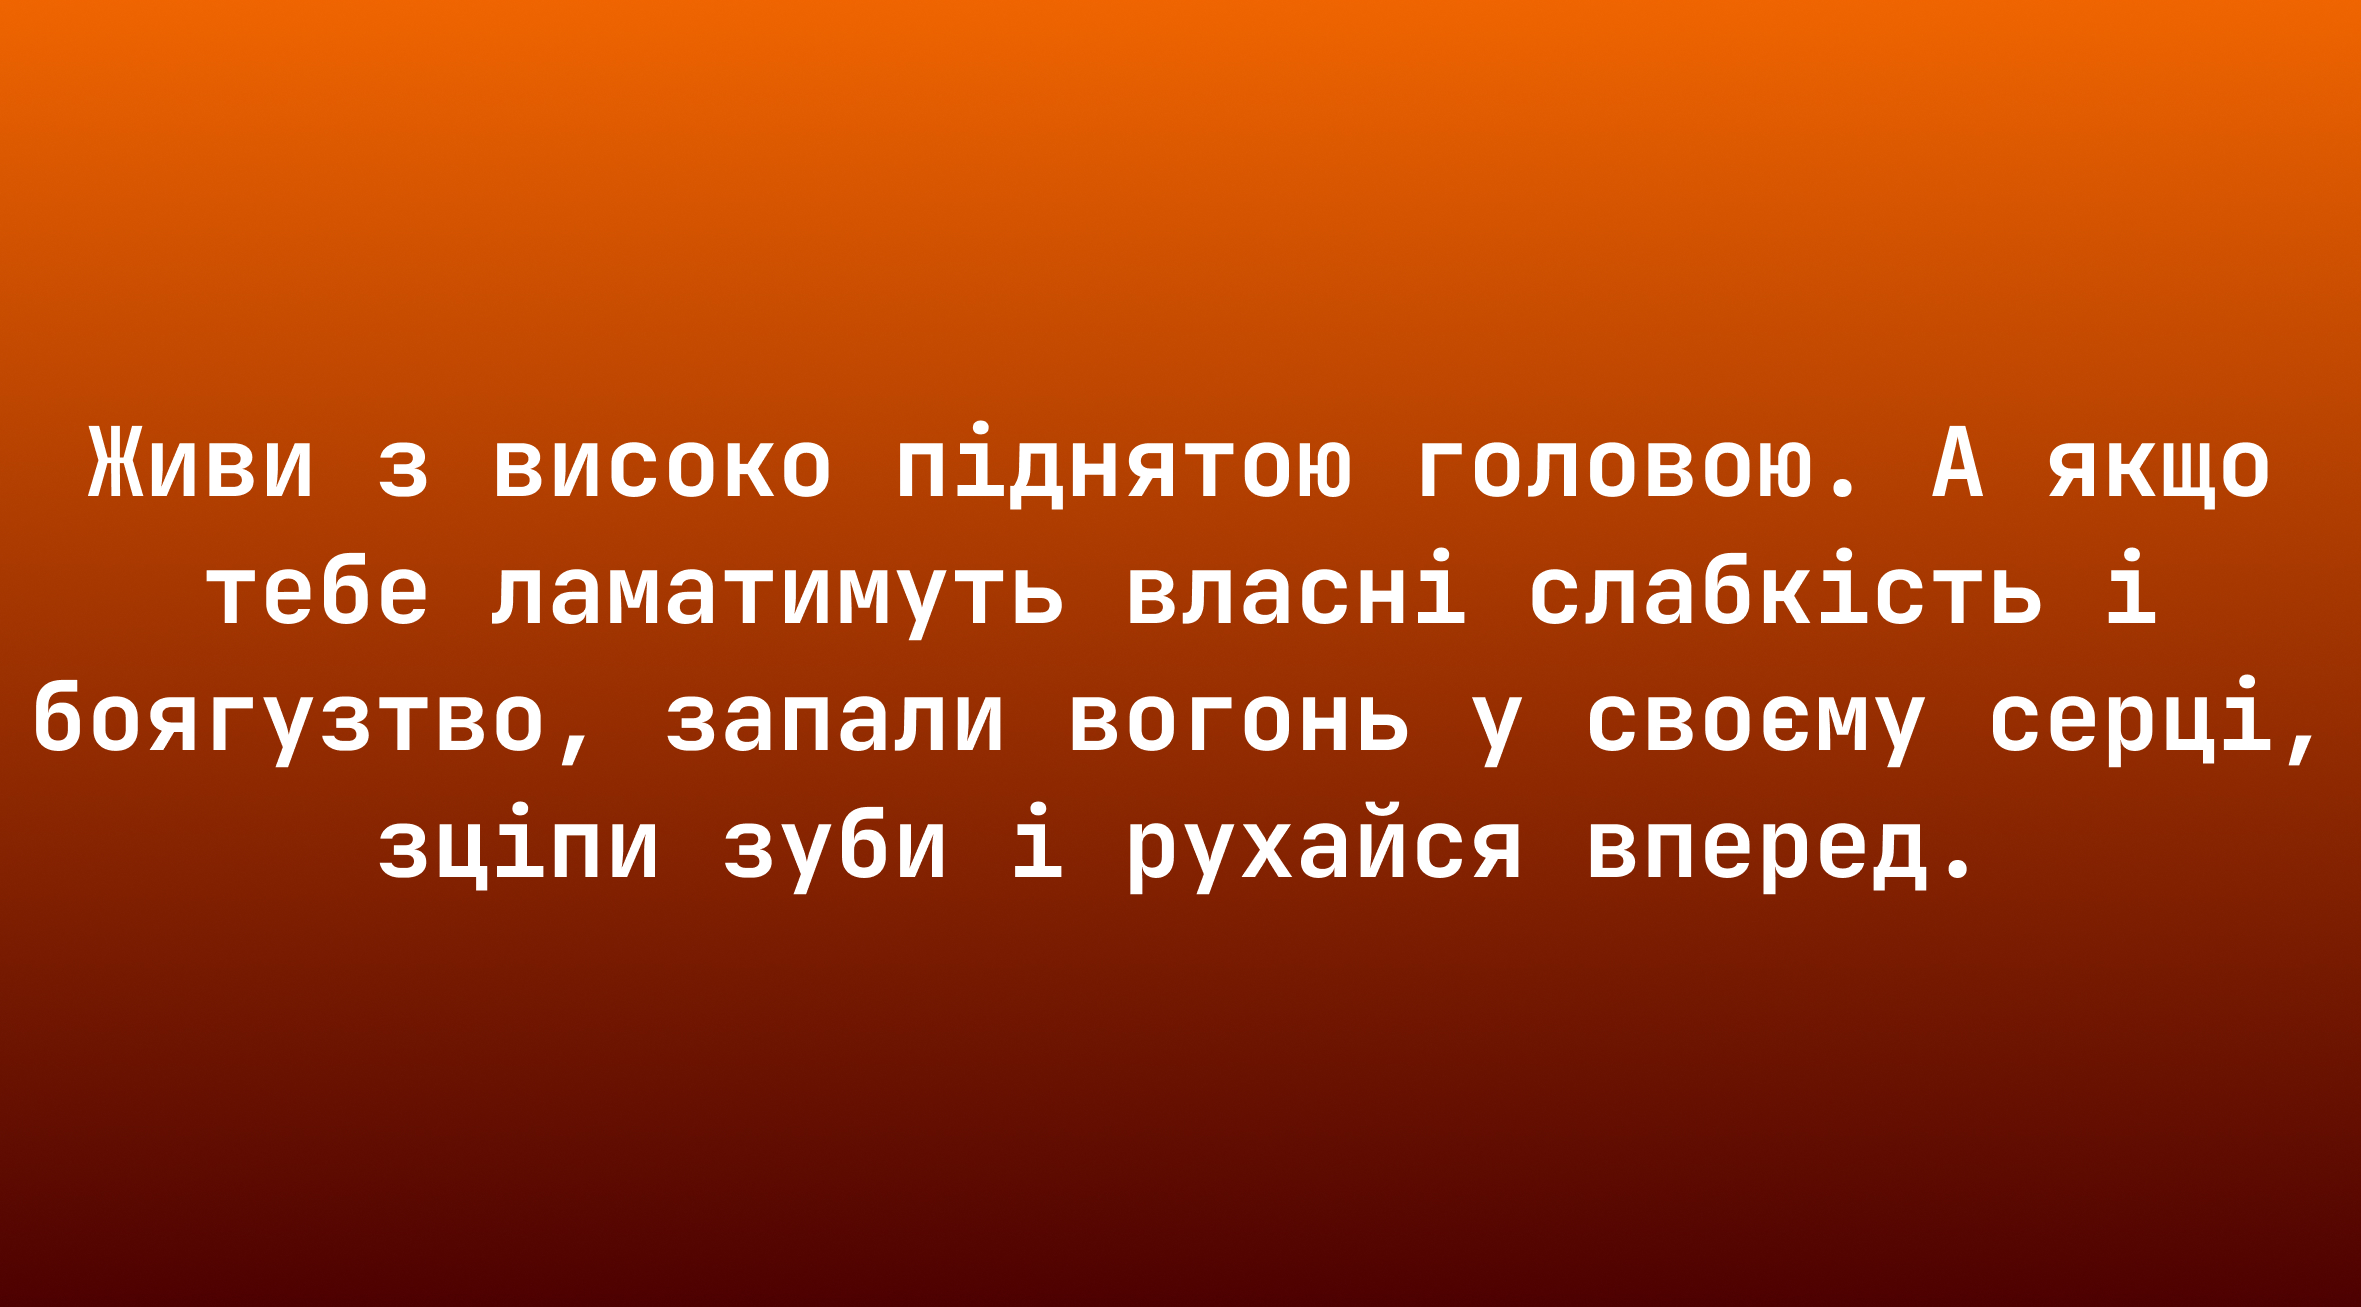 Живи з високо піднятою головою. А якщо
тебе ламатимуть власні слабкість і
боягузтво, запали вогонь у своєму серці,
зціпи зуби і рухайся вперед.